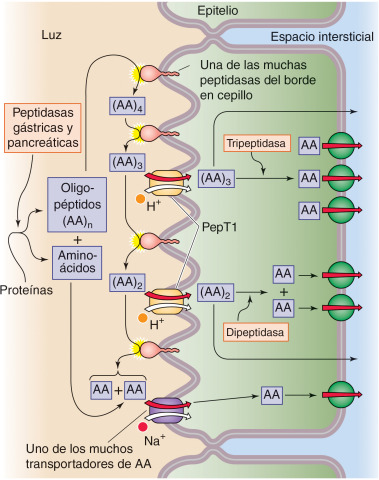 Epitelio
Luz
Espacio intersticial
Una de las muchas
peptidasas del borde
en cepillo
(AA)4
Peptidasas
gástricas y
pancreáticas
(AA)3
Tripeptidasa
AA
(AA)3
AA
AA
H+
Oligo-
péptidos
(AA)n
+
Amino-
ácidos
PepT1
Proteínas
(AA)2
(AA)2
AA
+
AA
H+
Dipeptidasa
AA + AA
AA
Na+
Uno de los muchos
transportadores de AA